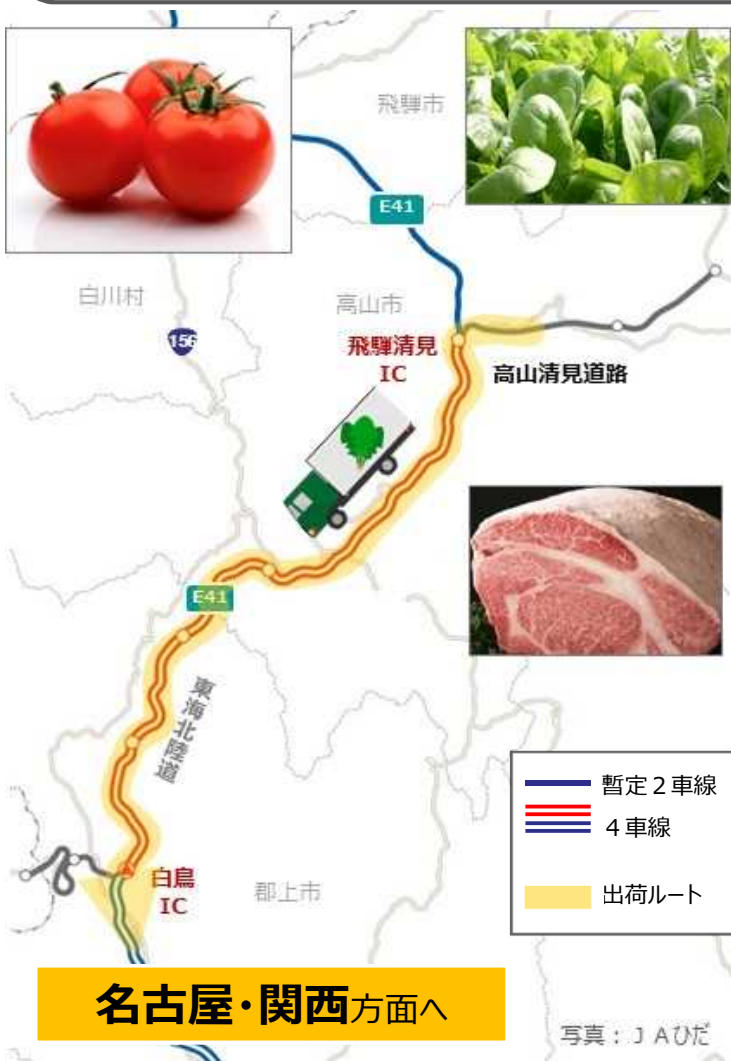 飛騨市
E41
白川村
高山市
156
飛騨清見
IC
高山清見道路
E41
東海北陸道
白鳥
IC
郡上市
暫定2車線
4車線
出荷ルート
名古屋・関西方面へ
写真：JAひだ